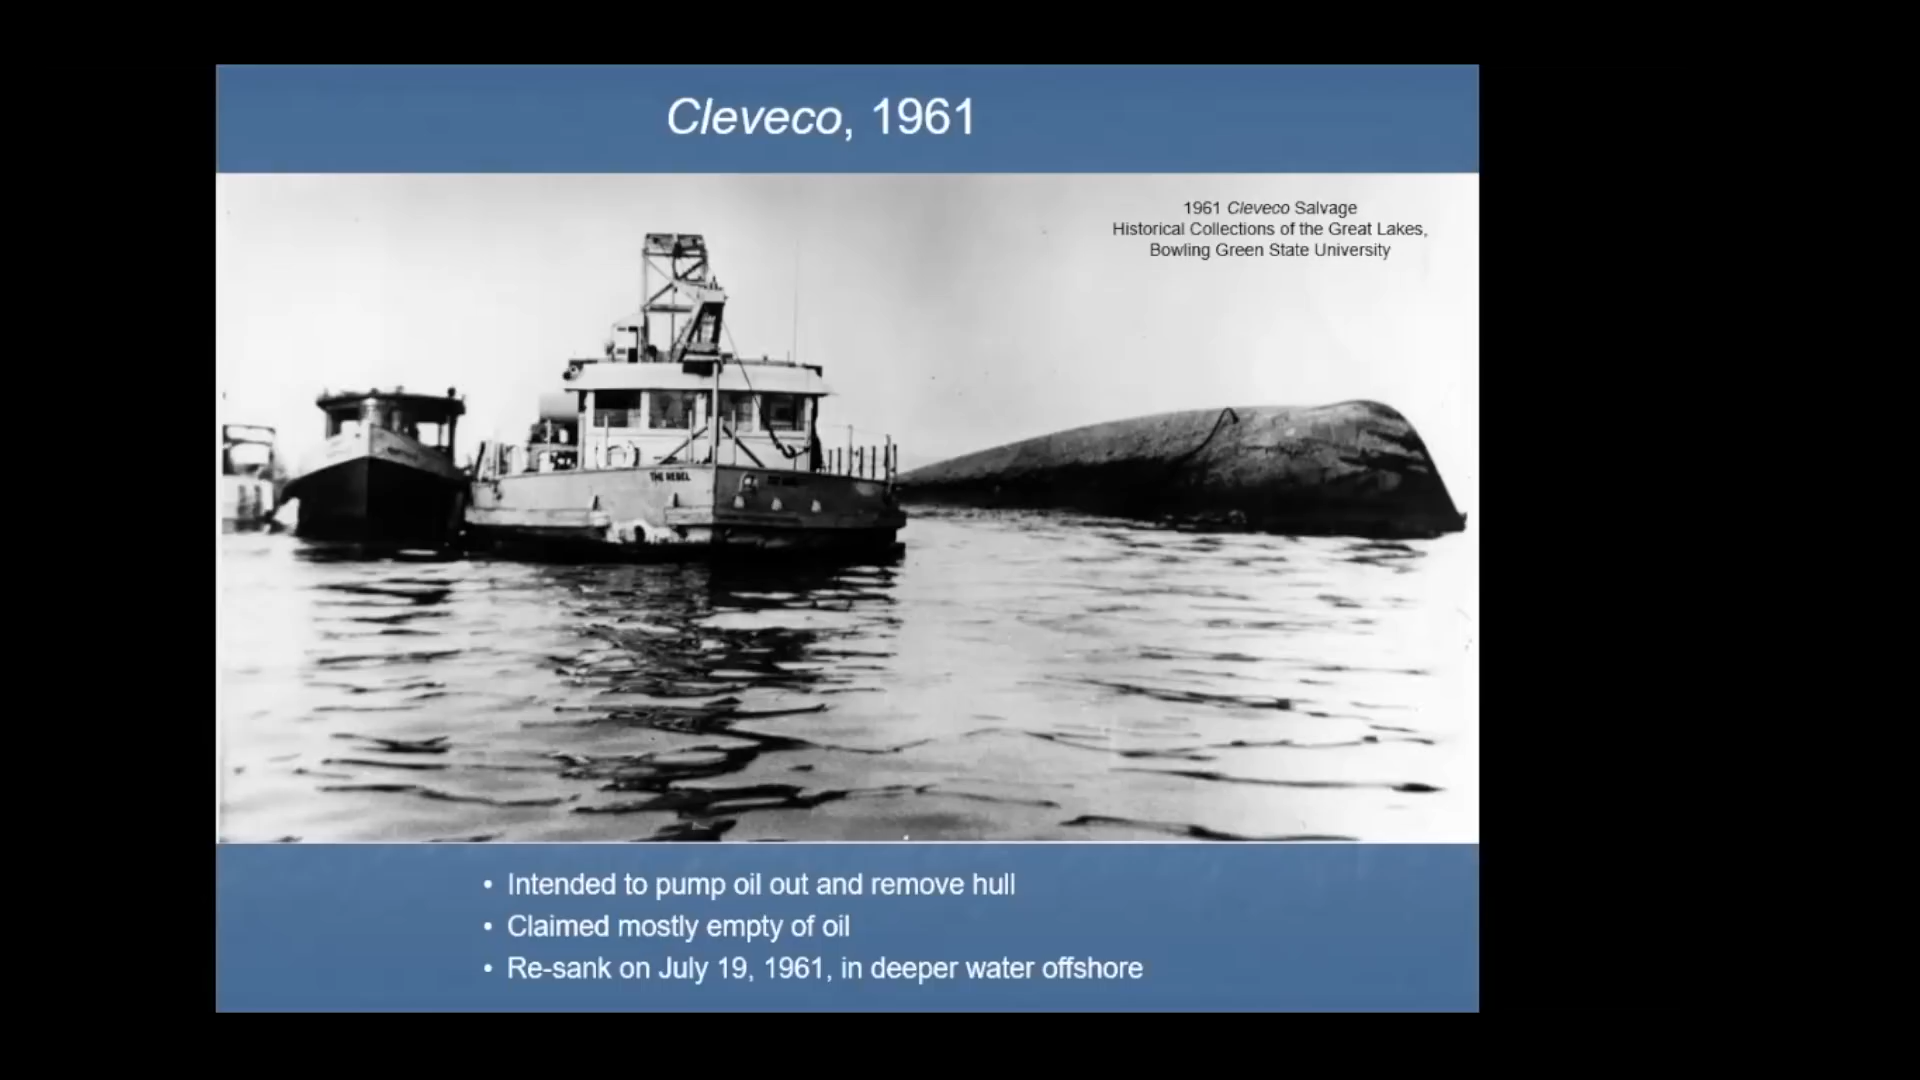 Cleveco, 1961
1961 Cleveco Salvage
Historical Collections of the Great Lakes,
Bowling Green State University
THE REBEL
• Intended to pump oil out and remove hull
• Claimed mostly empty of oil
• Re-sank on July 19, 1961, in deeper water offshore